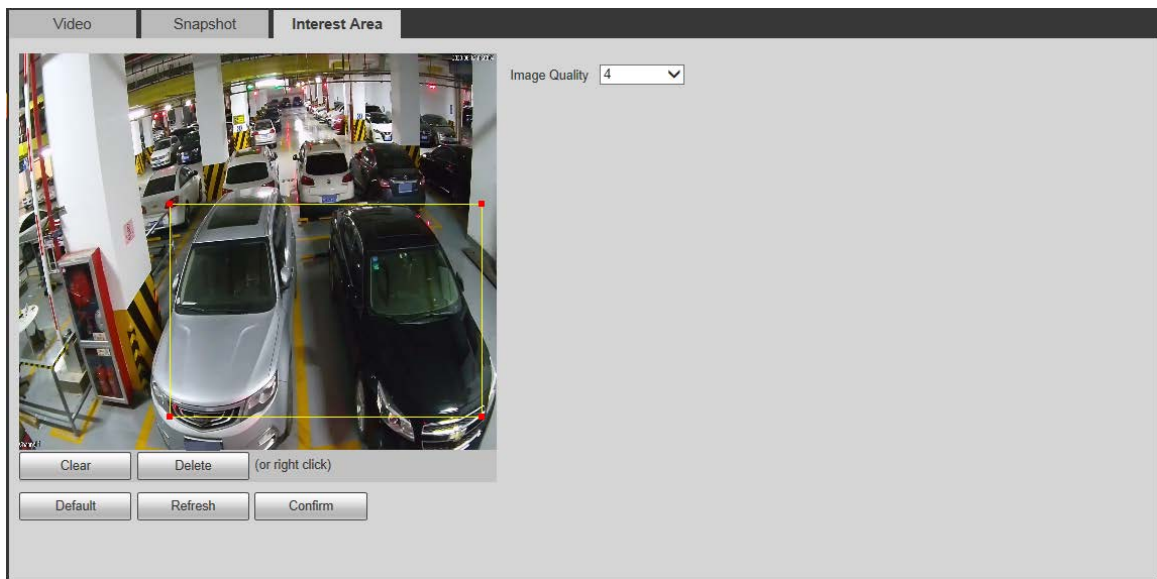 Video Snapshot Interest Area
Image Quality 4
Clear Delete (or right click)
Default Refresh Confirm